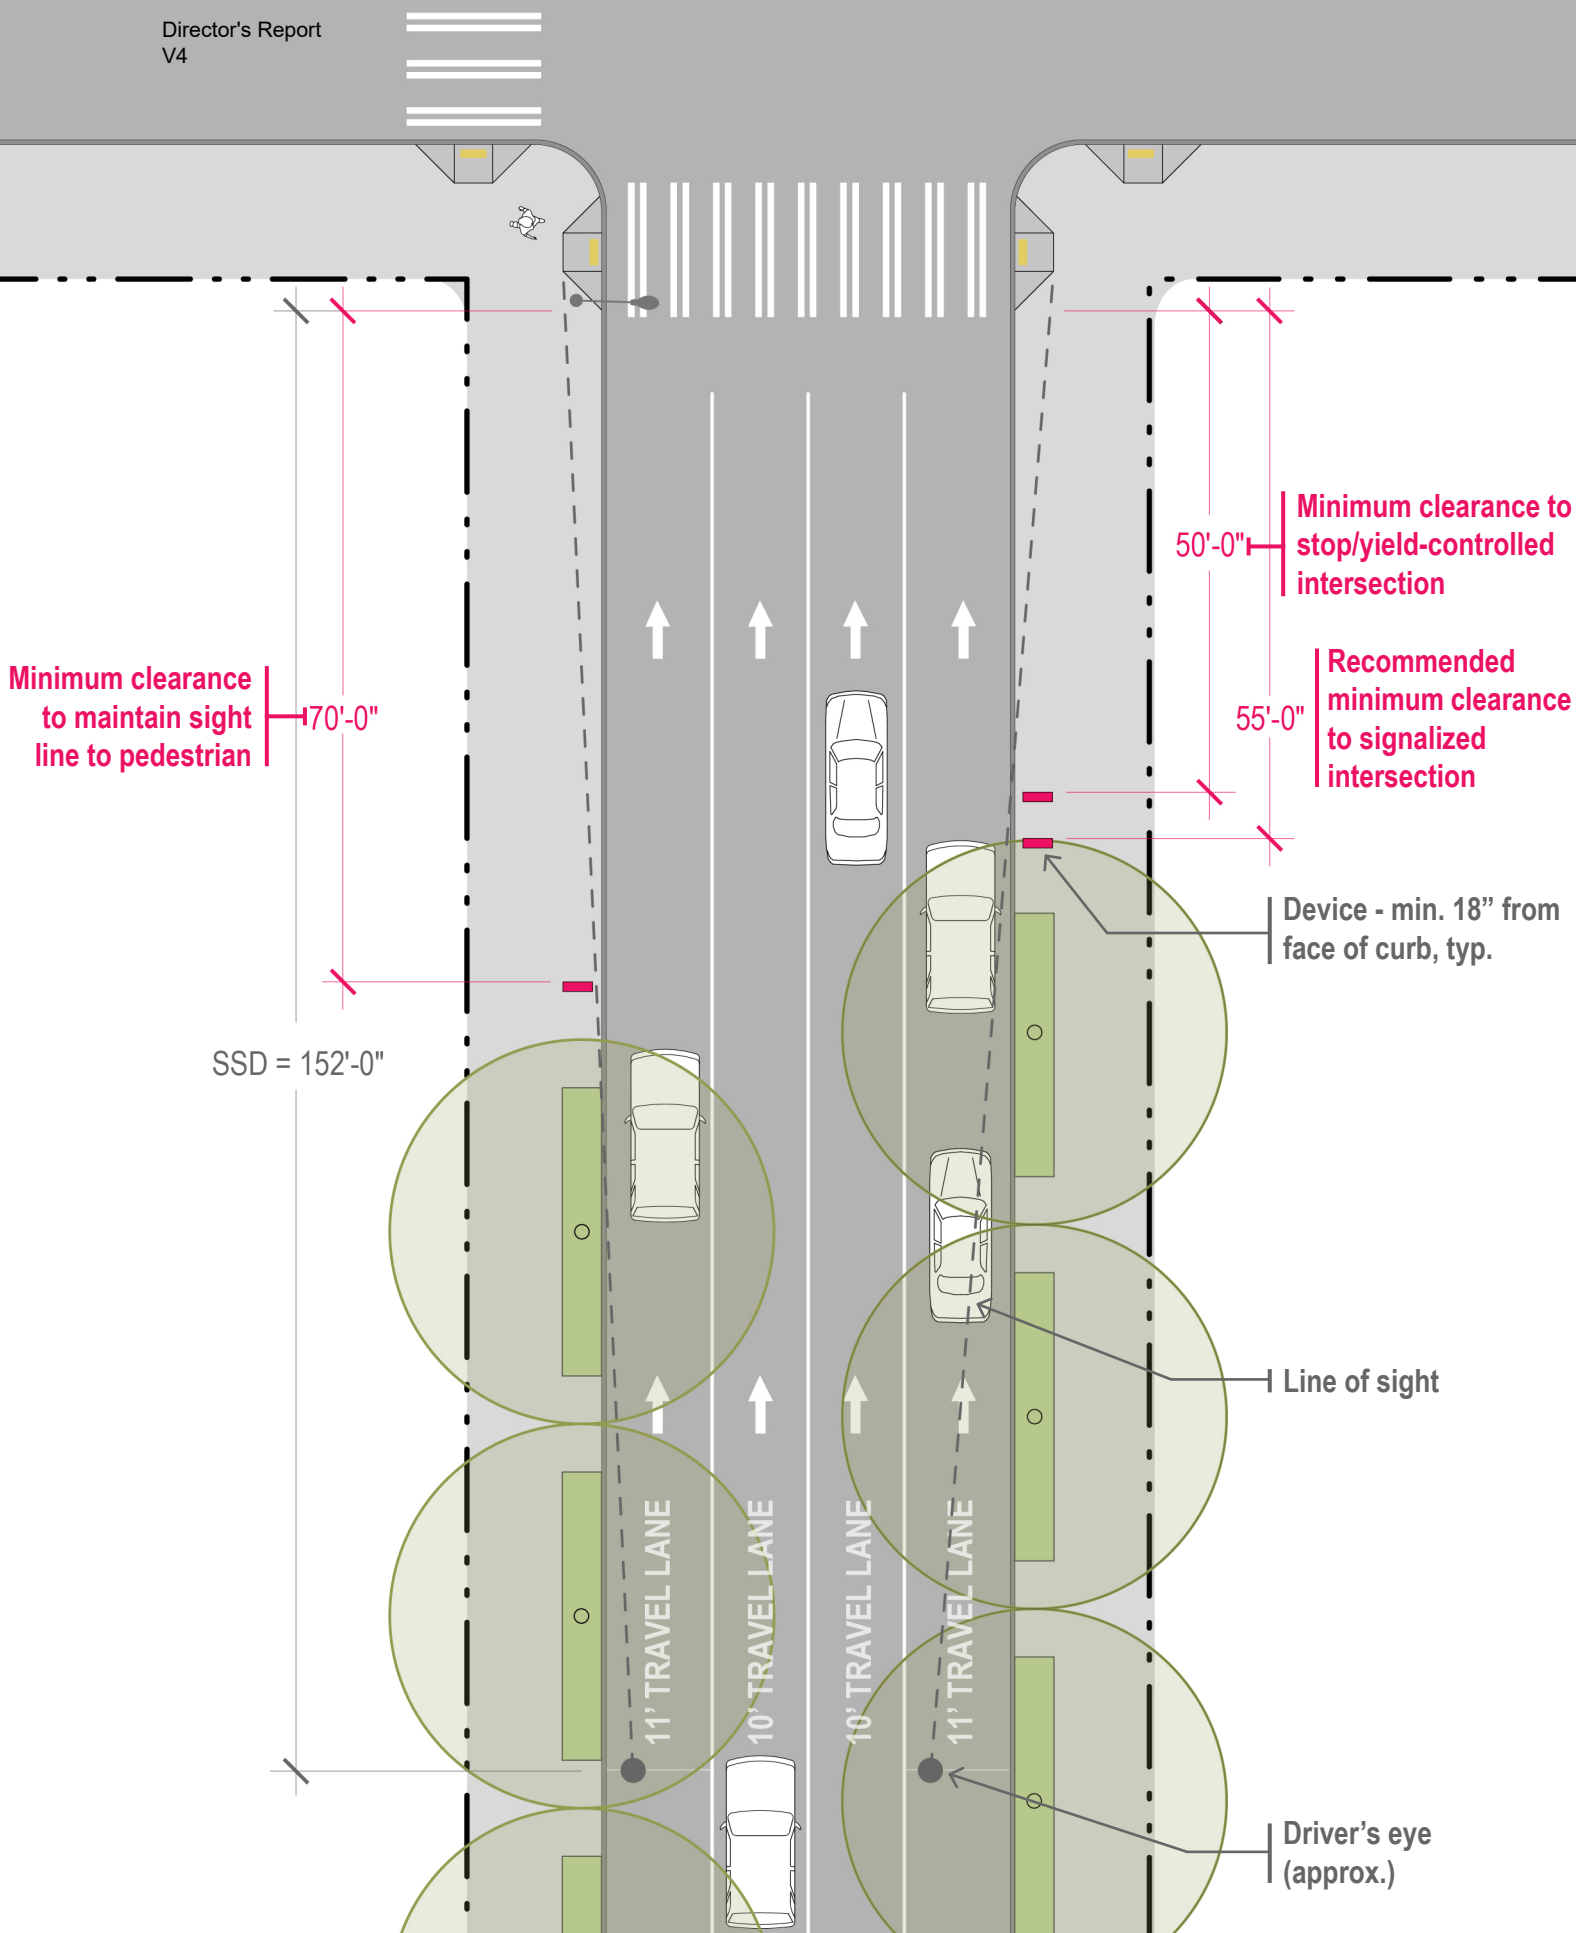 Director's Report
V4
Minimum clearance to
stop/yield-controlled
intersection
50'-0"
Recommended
minimum clearance
to signalized
intersection
55'-0"
Minimum clearance
to maintain sight
line to pedestrian
70'-0"
Device - min. 18” from
face of curb, typ.
SSD = 152'-0"
Line of sight
11’ TRAVEL LANE
10’ TRAVEL LANE
10’ TRAVEL LANE
11’ TRAVEL LANE
Driver’s eye
(approx.)